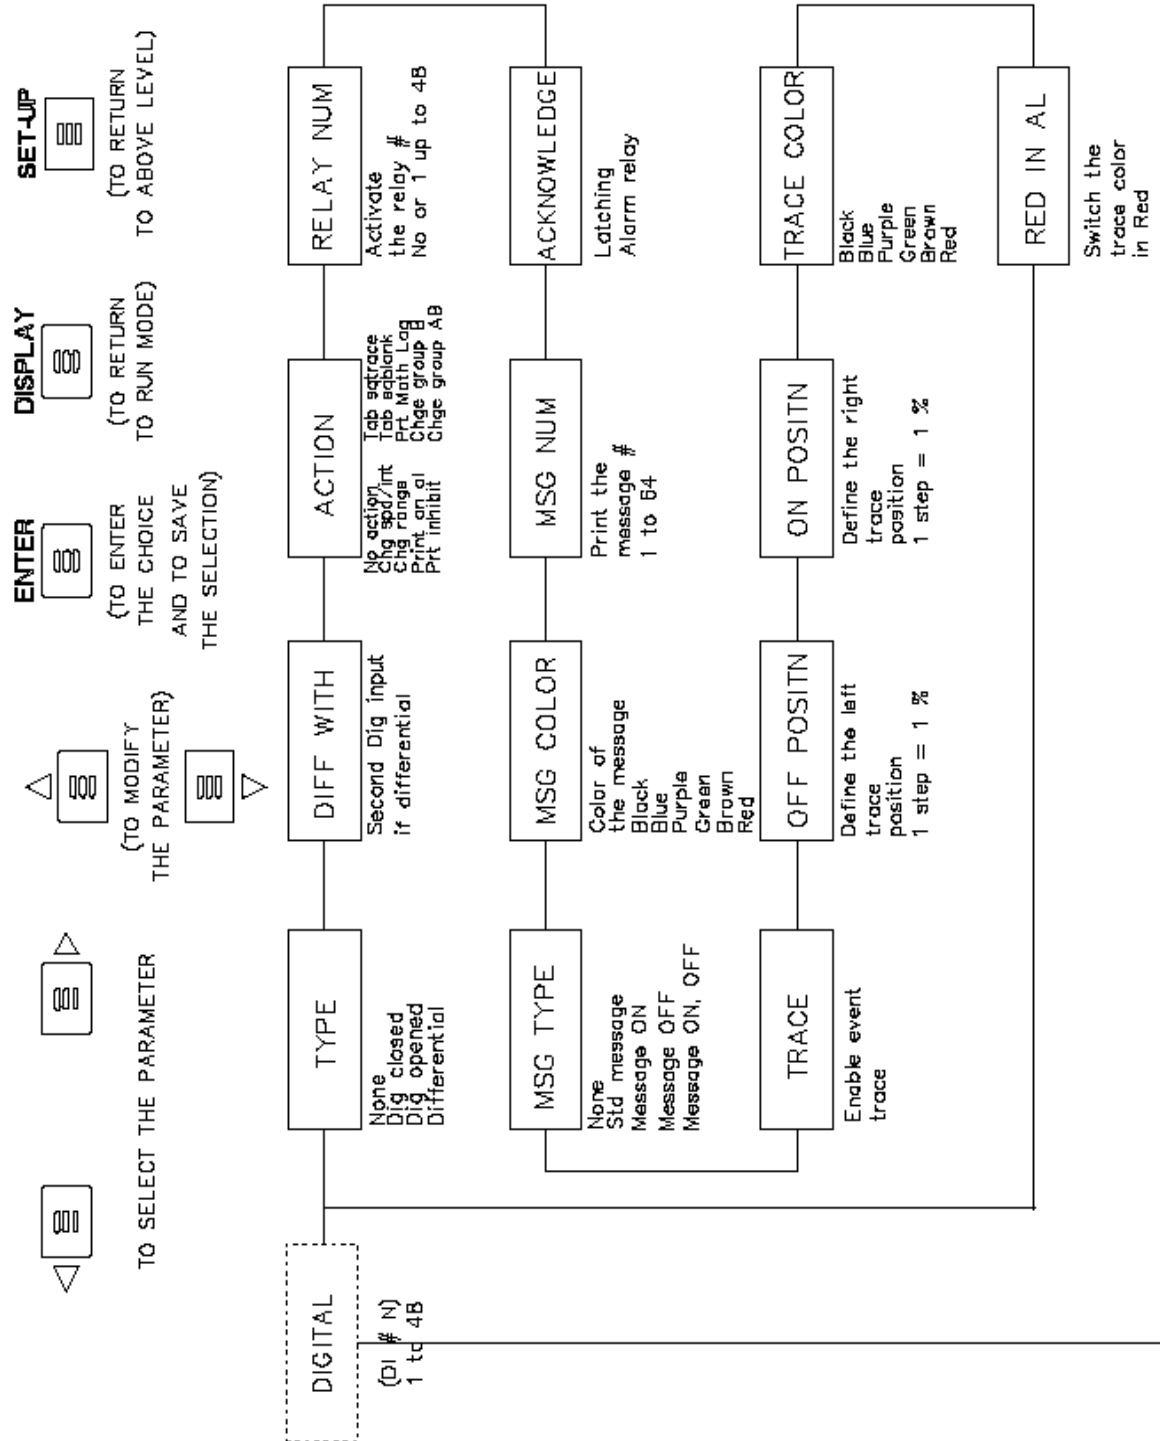 TO SELECT THE PARAMETER
(TO MODIFY
THE PARAMETER)
ENTER
(TO ENTER
THE CHOICE
AND TO SAVE
THE SELECTION)
DISPLAY
(TO RETURN
TO RUN MODE)
SET-UP
(TO RETURN
TO ABOVE LEVEL)
DIGITAL
(DI # N)
1 to 48
TYPE
None
Dig closed
Dig opened
Differential
DIFF WITH
Second Dig input
if differential
ACTION
No action
Chg spd/int
Chg range
Print on al
Prt inhibit
Tab sqtrace
Tab sqblank
Prt Math Log
Chge group B
Chge group AB
RELAY NUM
Activate
the relay #
No or 1 up to 48
MSG TYPE
None
Std message
Message ON
Message OFF
Message ON, OFF
MSG COLOR
Color of
the message
Black
Blue
Purple
Green
Brown
Red
MSG NUM
Print the
message #
1 to 64
ACKNOWLEDGE
Latching
Alarm relay
TRACE
Enable event
trace
OFF POSITN
Define the left
trace
position
1 step = 1 %
ON POSITN
Define the right
trace
position
1 step = 1 %
TRACE COLOR
Black
Blue
Purple
Green
Brown
Red
RED IN AL
Switch the
trace color
in Red